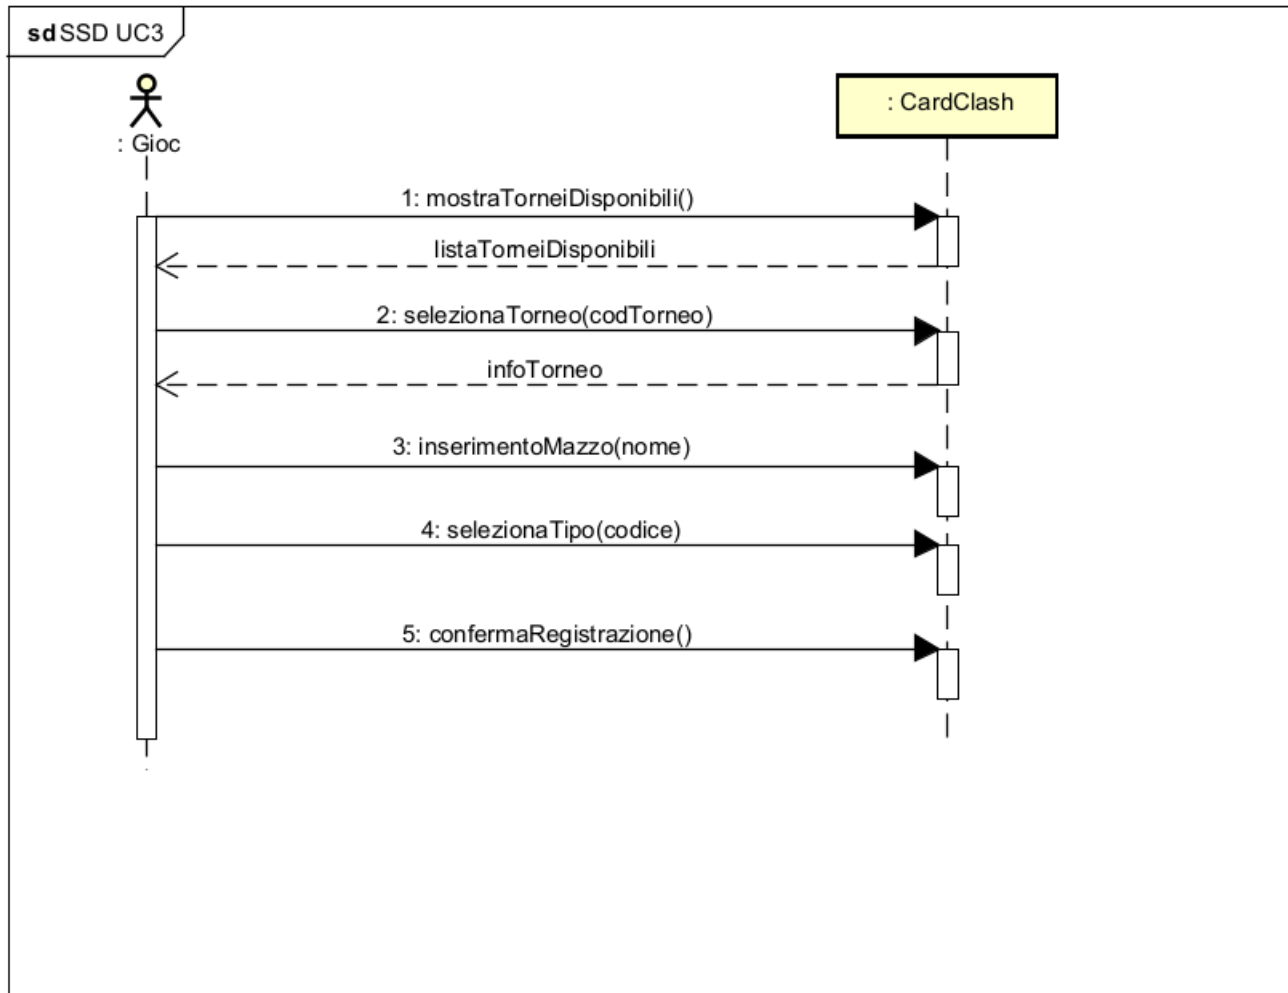 sd SSD UC3
: Gioc
: CardClash
1: mostraTorneiDisponibili()
listaTorneiDisponibili
2: selezionaTorneo(codTorneo)
infoTorneo
3: inserimentoMazzo(nome)
4: selezionaTipo(codice)
5: confermaRegistrazione()